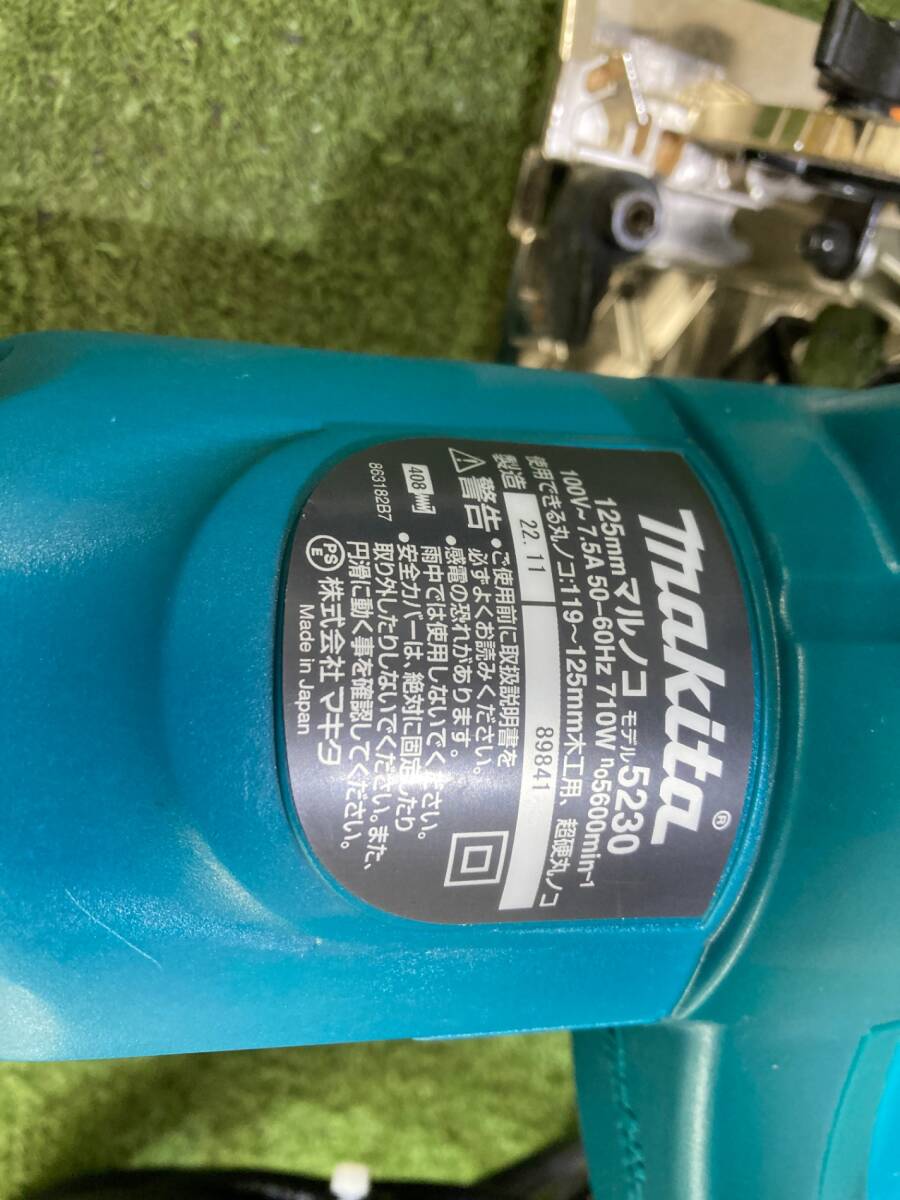 makita®
125mm マルノコ モデル 5230
100V〜 7.5A 50-60Hz 710W n₀5600min⁻¹
使用できる丸ノコ:119〜125mm木工用、超硬丸ノコ
製造 22. 11 89841
⚠警告
•ご使用前に取扱説明書を
必ずよくお読みください。
•感電の恐れがあります。
雨中では使用しないでください。
•安全カバーは、絶対に固定したり
取り外したりしないでください。また、
円滑に動く事を確認してください。
408
863182B7
PSE 株式会社 マキタ
Made in Japan